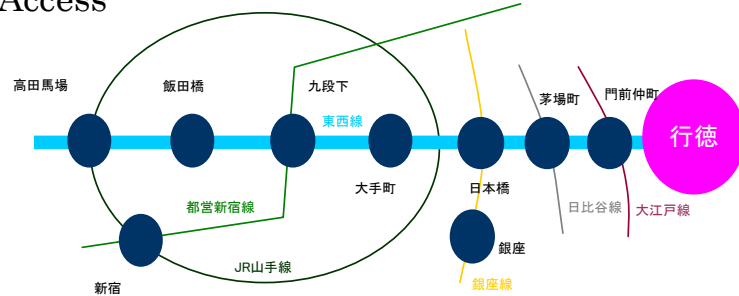 Access
高田馬場
飯田橋
九段下
茅場町
門前仲町
東西線
行徳
大手町
日本橋
都営新宿線
日比谷線
大江戸線
銀座
JR山手線
新宿
銀座線